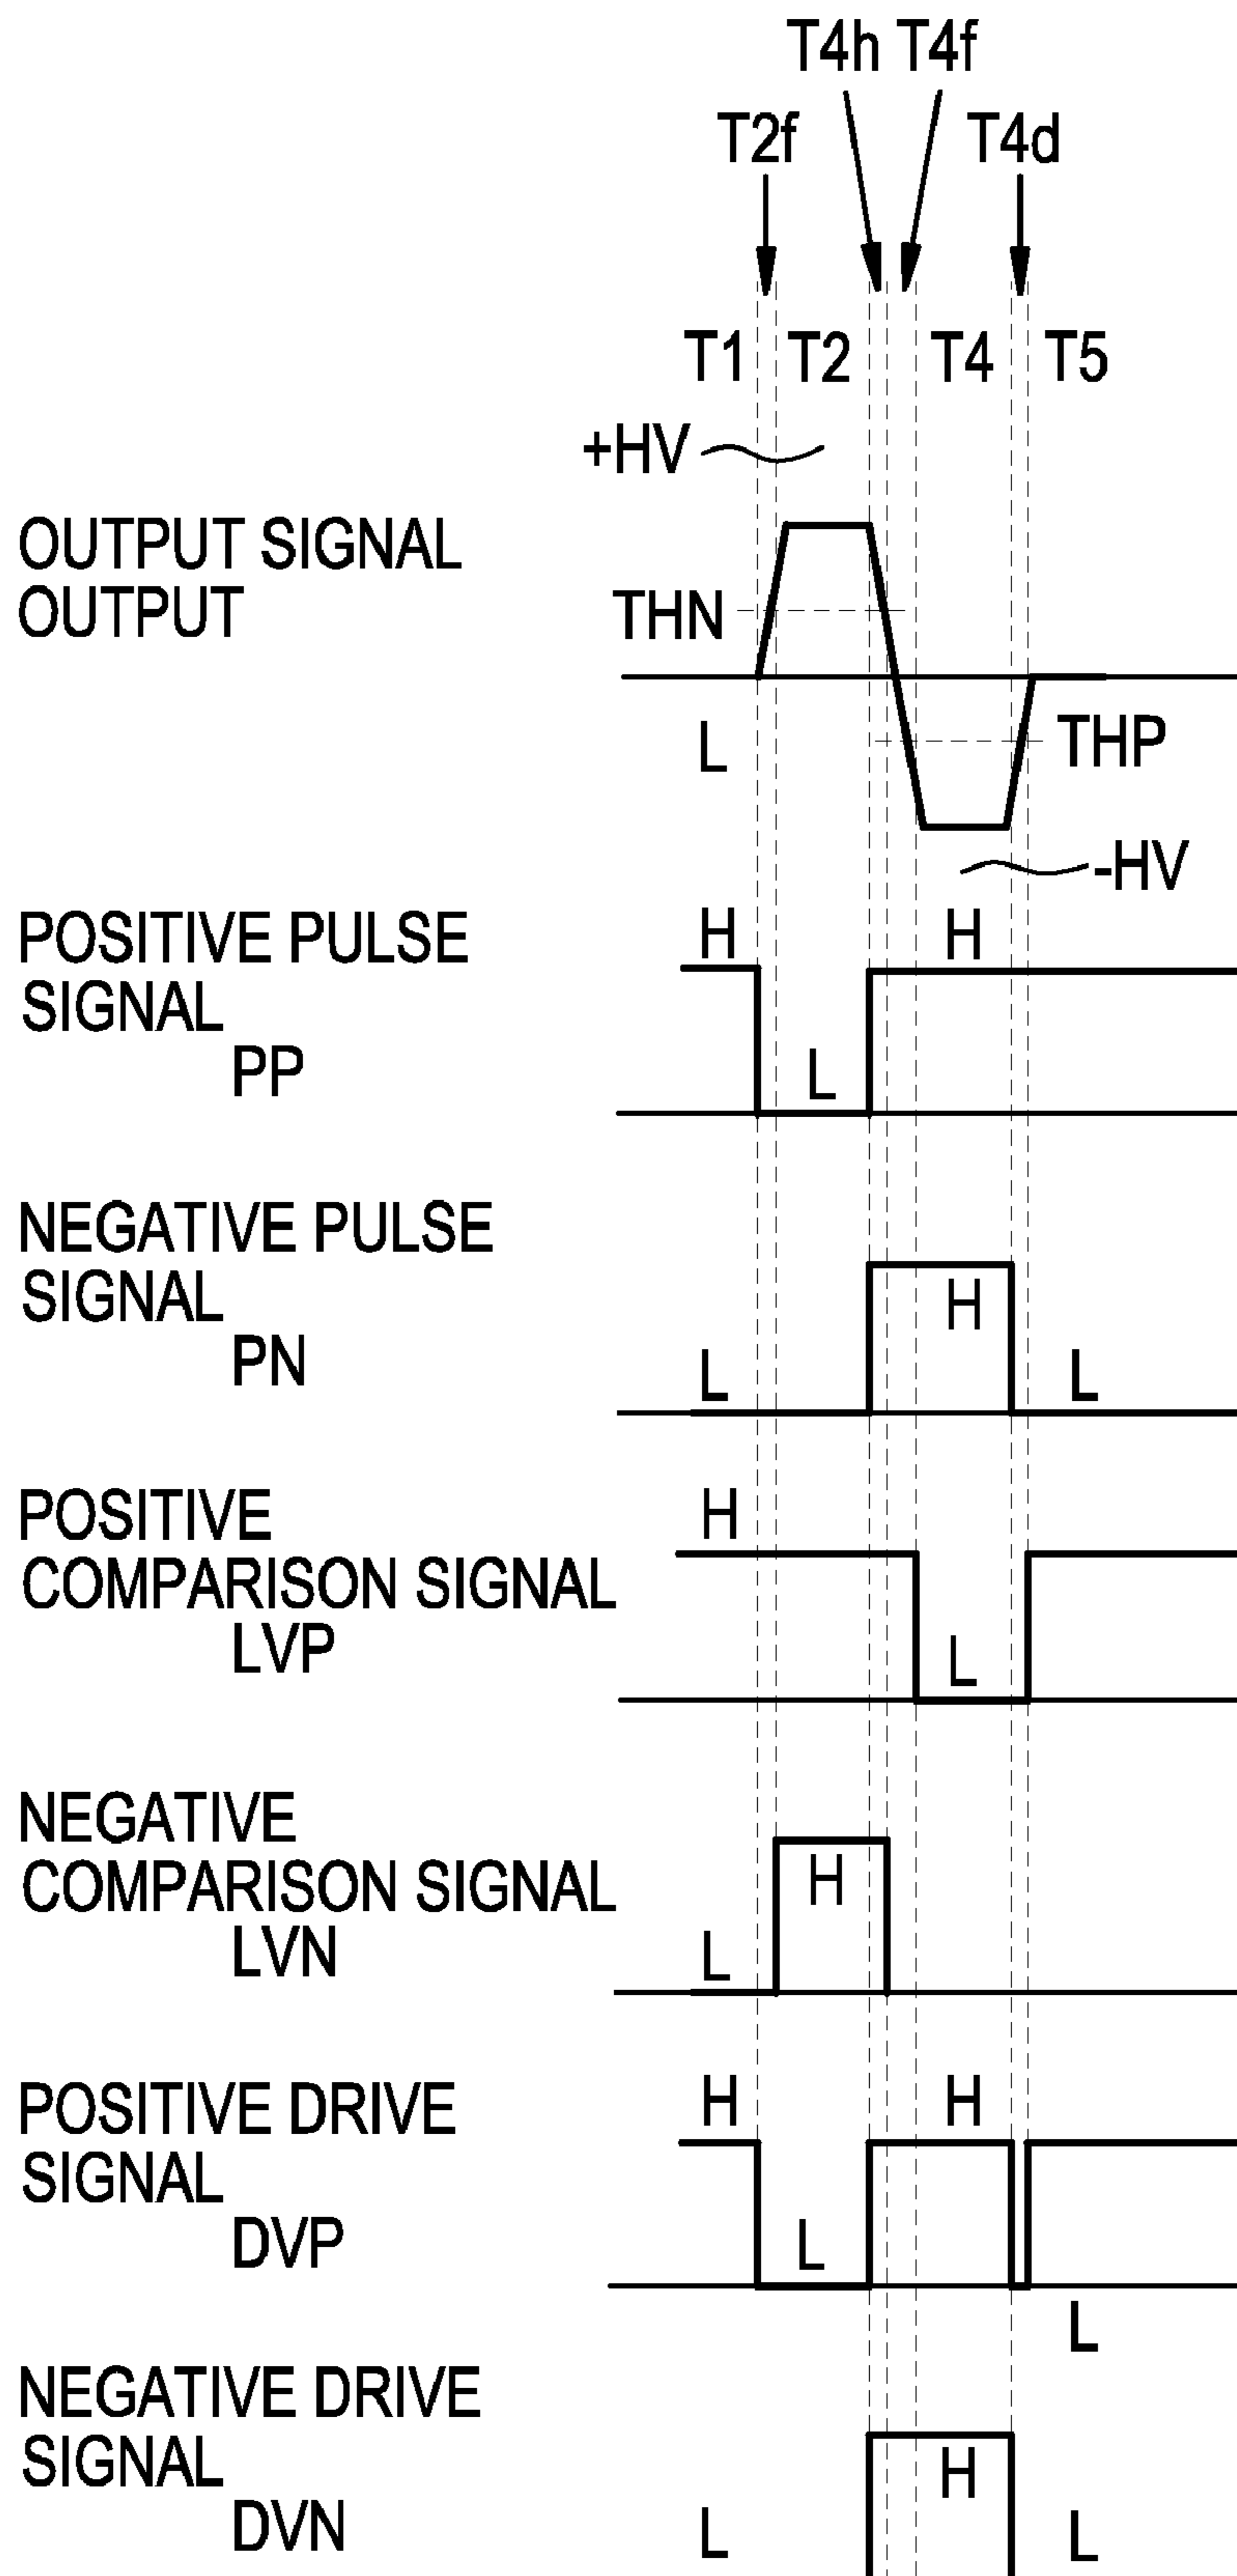 T4h T4f
T2f T4d
T1 T2 T4 T5
+HV
OUTPUT SIGNAL
OUTPUT
THN
L
THP
-HV
H H
POSITIVE PULSE
SIGNAL
PP
L
NEGATIVE PULSE
SIGNAL
PN
H
L L
H
POSITIVE
COMPARISON SIGNAL
LVP
L
NEGATIVE
COMPARISON SIGNAL
LVN
H
L
H H
POSITIVE DRIVE
SIGNAL
DVP
L
L
NEGATIVE DRIVE
SIGNAL
DVN
H
L L